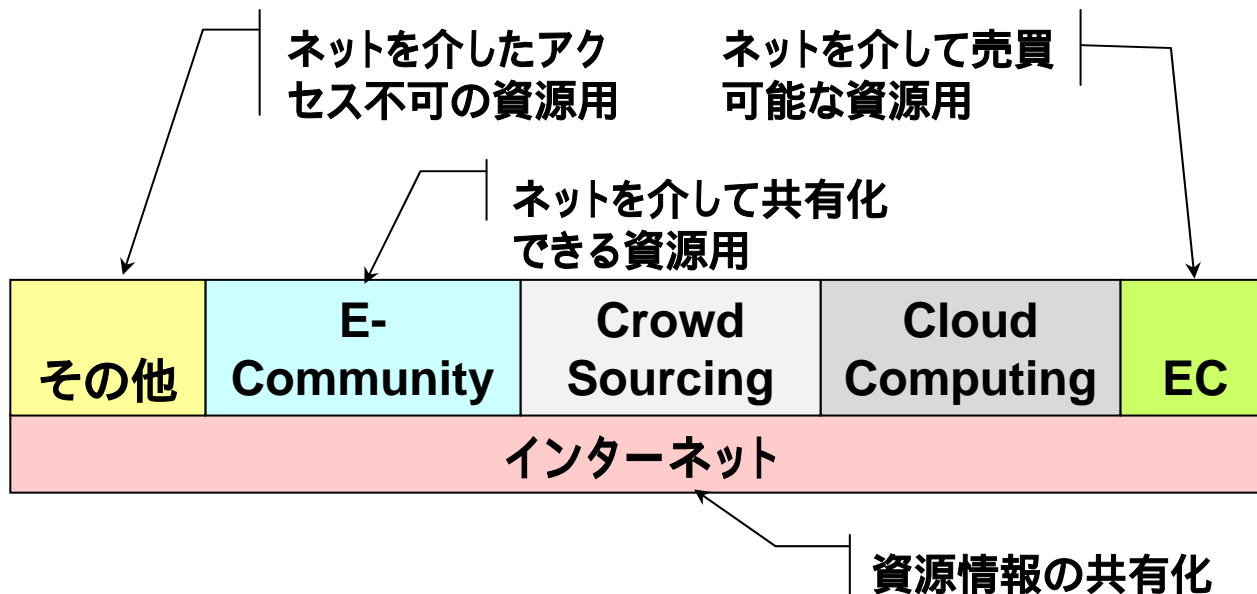 ネットを介したアク
セス不可の資源用
ネットを介して売買
可能な資源用
ネットを介して共有化
できる資源用
その他
E-
Community
Crowd
Sourcing
Cloud
Computing
EC
インターネット
資源情報の共有化